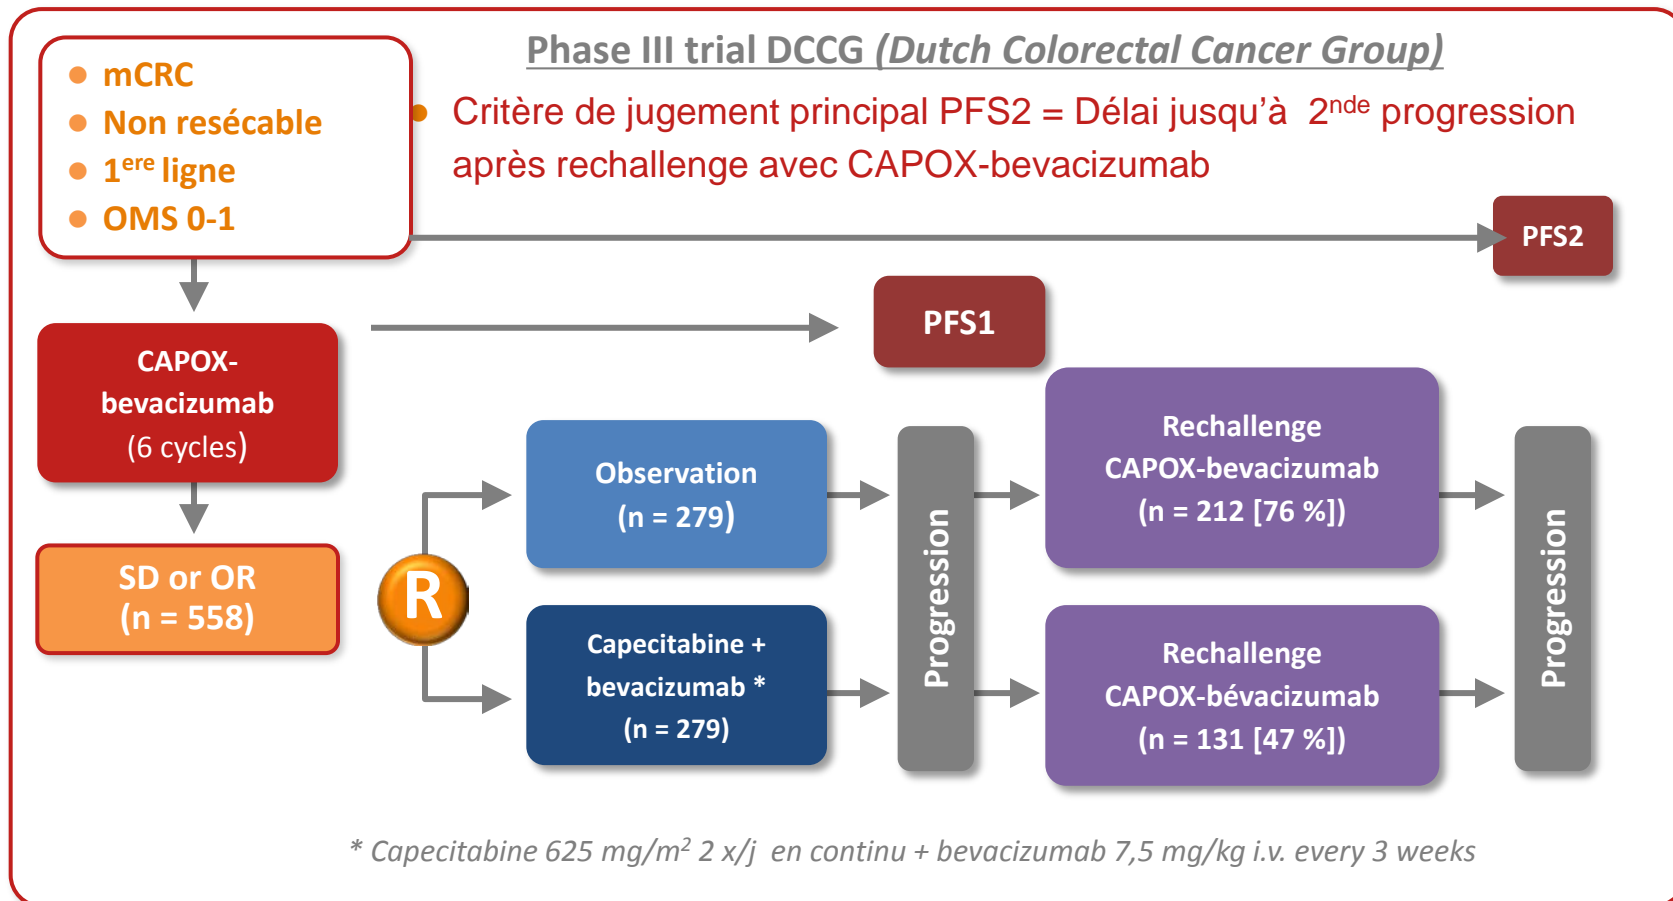 Phase III trial DCCG (Dutch Colorectal Cancer Group)
mCRC
Non resécable
1ere ligne
OMS 0-1
Critère de jugement principal PFS2 = Délai jusqu'à 2nde progression
après rechallenge avec CAPOX-bevacizumab
PFS2
PFS1
CAPOX-
bevacizumab
(6 cycles)
SD or OR
(n = 558)
R
Observation
(n = 279)
Capecitabine +
bevacizumab *
(n = 279)
Progression
Rechallenge
CAPOX-bevacizumab
(n = 212 [76 %])
Rechallenge
CAPOX-bévacizumab
(n = 131 [47 %])
Progression
* Capecitabine 625 mg/m2 2 x/j en continu + bevacizumab 7,5 mg/kg i.v. every 3 weeks